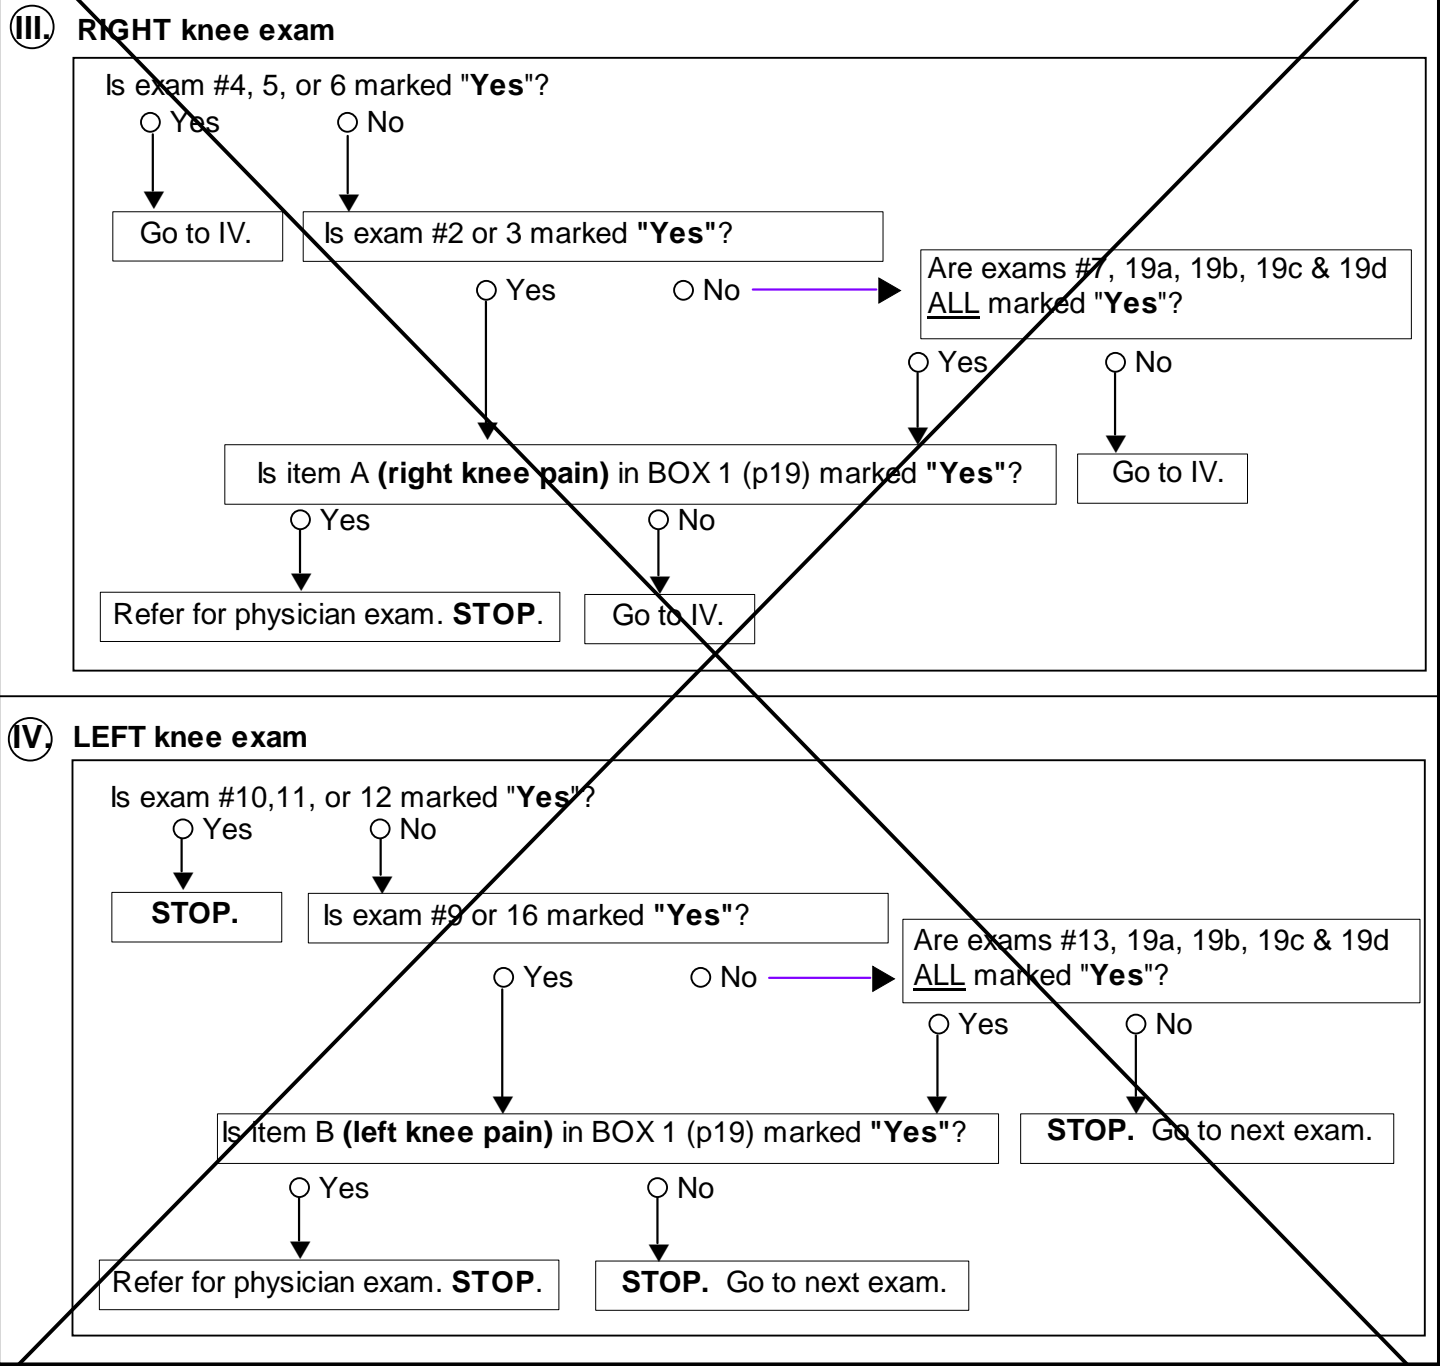 III. RIGHT knee exam
Is exam #4, 5, or 6 marked "Yes"?
Yes No
Go to IV. Is exam #2 or 3 marked "Yes"?
Yes No
Are exams #7, 19a, 19b, 19c & 19d
ALL marked "Yes"?
Yes No
Is item A (right knee pain) in BOX 1 (p19) marked "Yes"? Go to IV.
Yes No
Refer for physician exam. STOP. Go to IV.
IV. LEFT knee exam
Is exam #10,11, or 12 marked "Yes"?
Yes No
STOP. Is exam #9 or 16 marked "Yes"?
Are exams #13, 19a, 19b, 19c & 19d
ALL marked "Yes"?
Yes No
Yes No
Is item B (left knee pain) in BOX 1 (p19) marked "Yes"? STOP. Go to next exam.
Yes No
Refer for physician exam. STOP. STOP. Go to next exam.